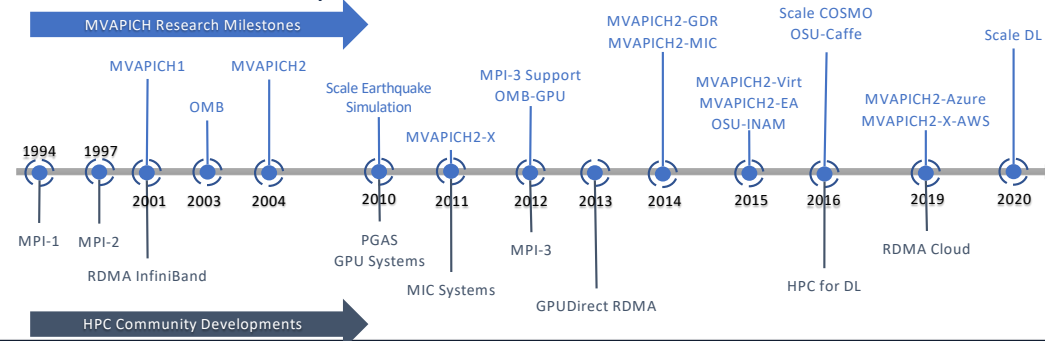 MVAPICH Research Milestones
MVAPICH1
OMB
MVAPICH2
Scale Earthquake
Simulation
MVAPICH2-X
MPI-3 Support
OMB-GPU
MVAPICH2-GDR
MVAPICH2-MIC
MVAPICH2-Virt
MVAPICH2-EA
OSU-INAM
Scale COSMO
OSU-Caffe
MVAPICH2-Azure
MVAPICH2-X-AWS
Scale DL
1994
1997
2001
2003
2004
2010
2011
2012
2013
2014
2015
2016
2019
2020
MPI-1
MPI-2
RDMA InfiniBand
PGAS
GPU Systems
MIC Systems
MPI-3
GPUDirect RDMA
HPC for DL
RDMA Cloud
HPC Community Developments